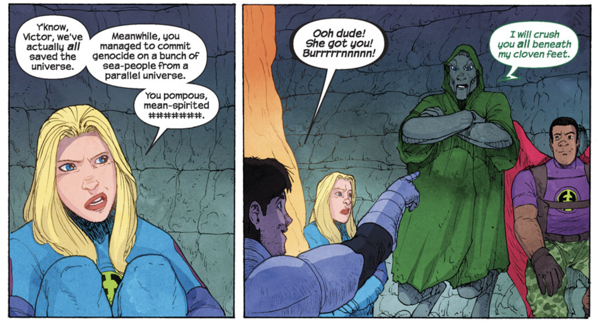 Y'know,
Victor, we've
actually all
saved the
universe.
Meanwhile, you
managed to commit
genocide on a bunch of
sea-people from a
parallel universe.
You pompous,
mean-spirited
#######.
Ooh dude!
She got you!
Burrrrrnnnnn!
I will crush
you all beneath
my cloven feet.